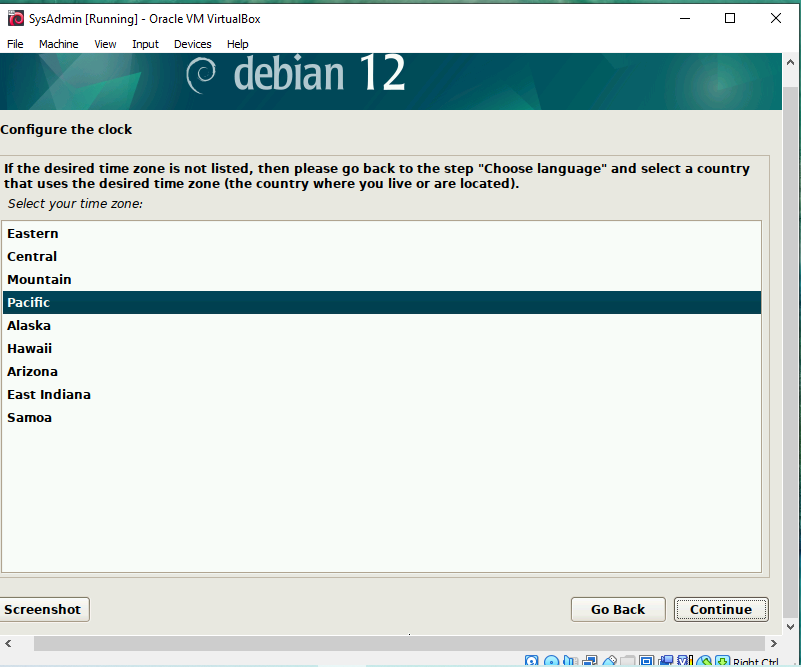 SysAdmin [Running] - Oracle VM VirtualBox
File Machine View Input Devices Help
debian 12
Configure the clock
If the desired time zone is not listed, then please go back to the step "Choose language" and select a country
that uses the desired time zone (the country where you live or are located).
Select your time zone:
Eastern
Central
Mountain
Pacific
Alaska
Hawaii
Arizona
East Indiana
Samoa
Screenshot
Go Back
Continue
Right Ctrl